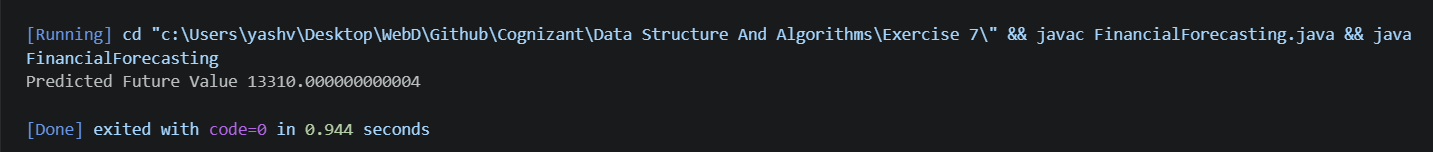 [Running] cd "c:\Users\yashv\Desktop\WebD\Github\Cognizant\Data Structure And Algorithms\Exercise 7\" && javac FinancialForecasting.java && java
FinancialForecasting
Predicted Future Value 13310.000000000004
[Done] exited with code=0 in 0.944 seconds